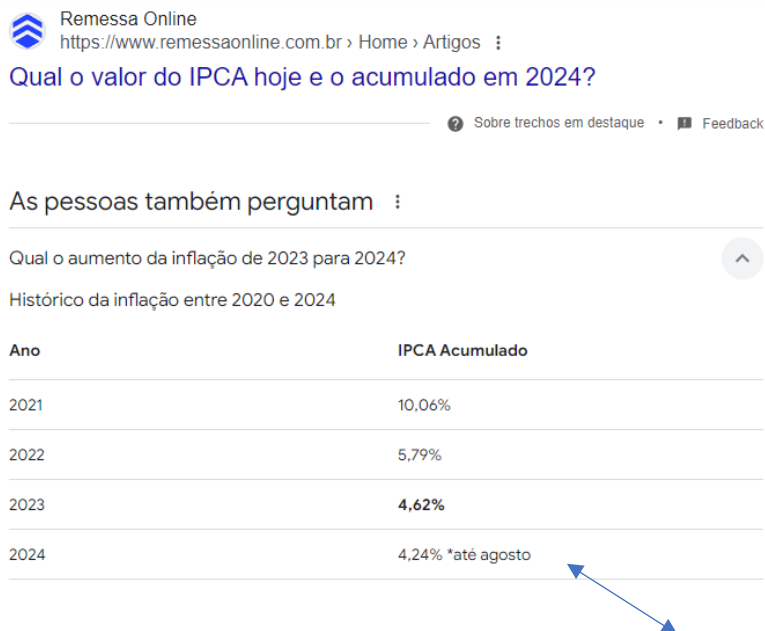 Remessa Online
https://www.remessaonline.com.br › Home › Artigos
Qual o valor do IPCA hoje e o acumulado em 2024?
Sobre trechos em destaque • Feedback
As pessoas também perguntam
Qual o aumento da inflação de 2023 para 2024?
Histórico da inflação entre 2020 e 2024
Ano IPCA Acumulado
2021 10,06%
2022 5,79%
2023 4,62%
2024 4,24% *até agosto